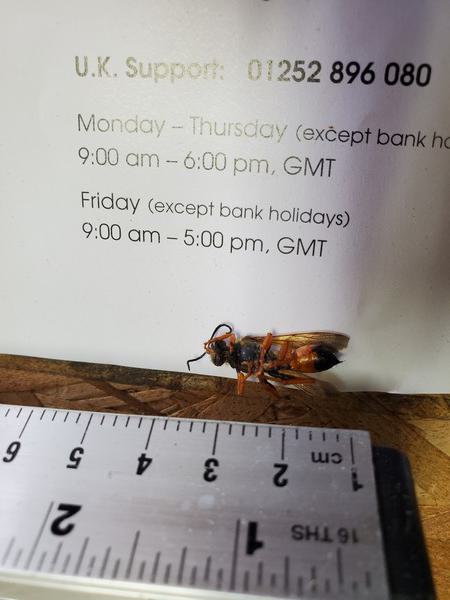 U.K. Support: 01252 896 080
Monday – Thursday (except bank ho
9:00 am – 6:00 pm, GMT
Friday (except bank holidays)
9:00 am – 5:00 pm, GMT
6 5 4 3 2 cm 1
2 1 16 THS